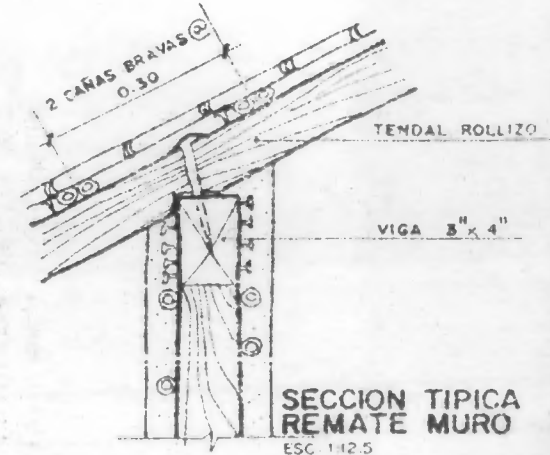 2 CAÑAS BRAVAS @
0.30
TENDAL ROLLIZO
VIGA 3" x 4"
SECCION TIPICA
REMATE MURO
ESC. 1:12.5